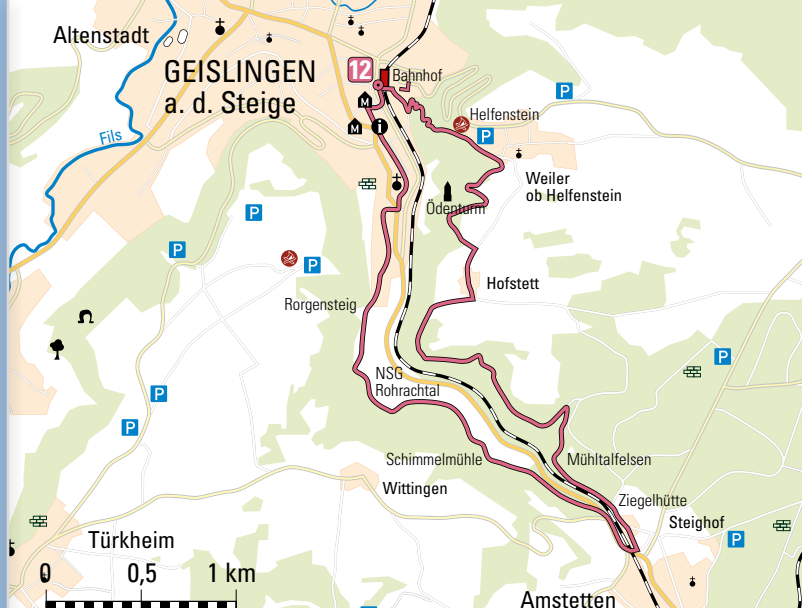 Altenstadt
GEISLINGEN
a. d. Steige
12
Bahnhof
M
M
i
Fils
Helfenstein
P
P
Weiler
ob Helfenstein
Ödenturm
P
P
P
Hofstett
Rorgensteig
P
NSG
Rohrachtal
P
P
Schimmelmühle
Mühltalfelsen
Wittingen
Ziegelhütte
Steighof
P
Türkheim
0 0,5 1 km
Amstetten